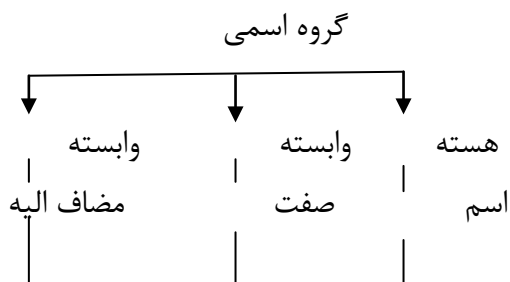 گروه اسمی
هسته وابسته وابسته
اسم صفت مضاف الیه